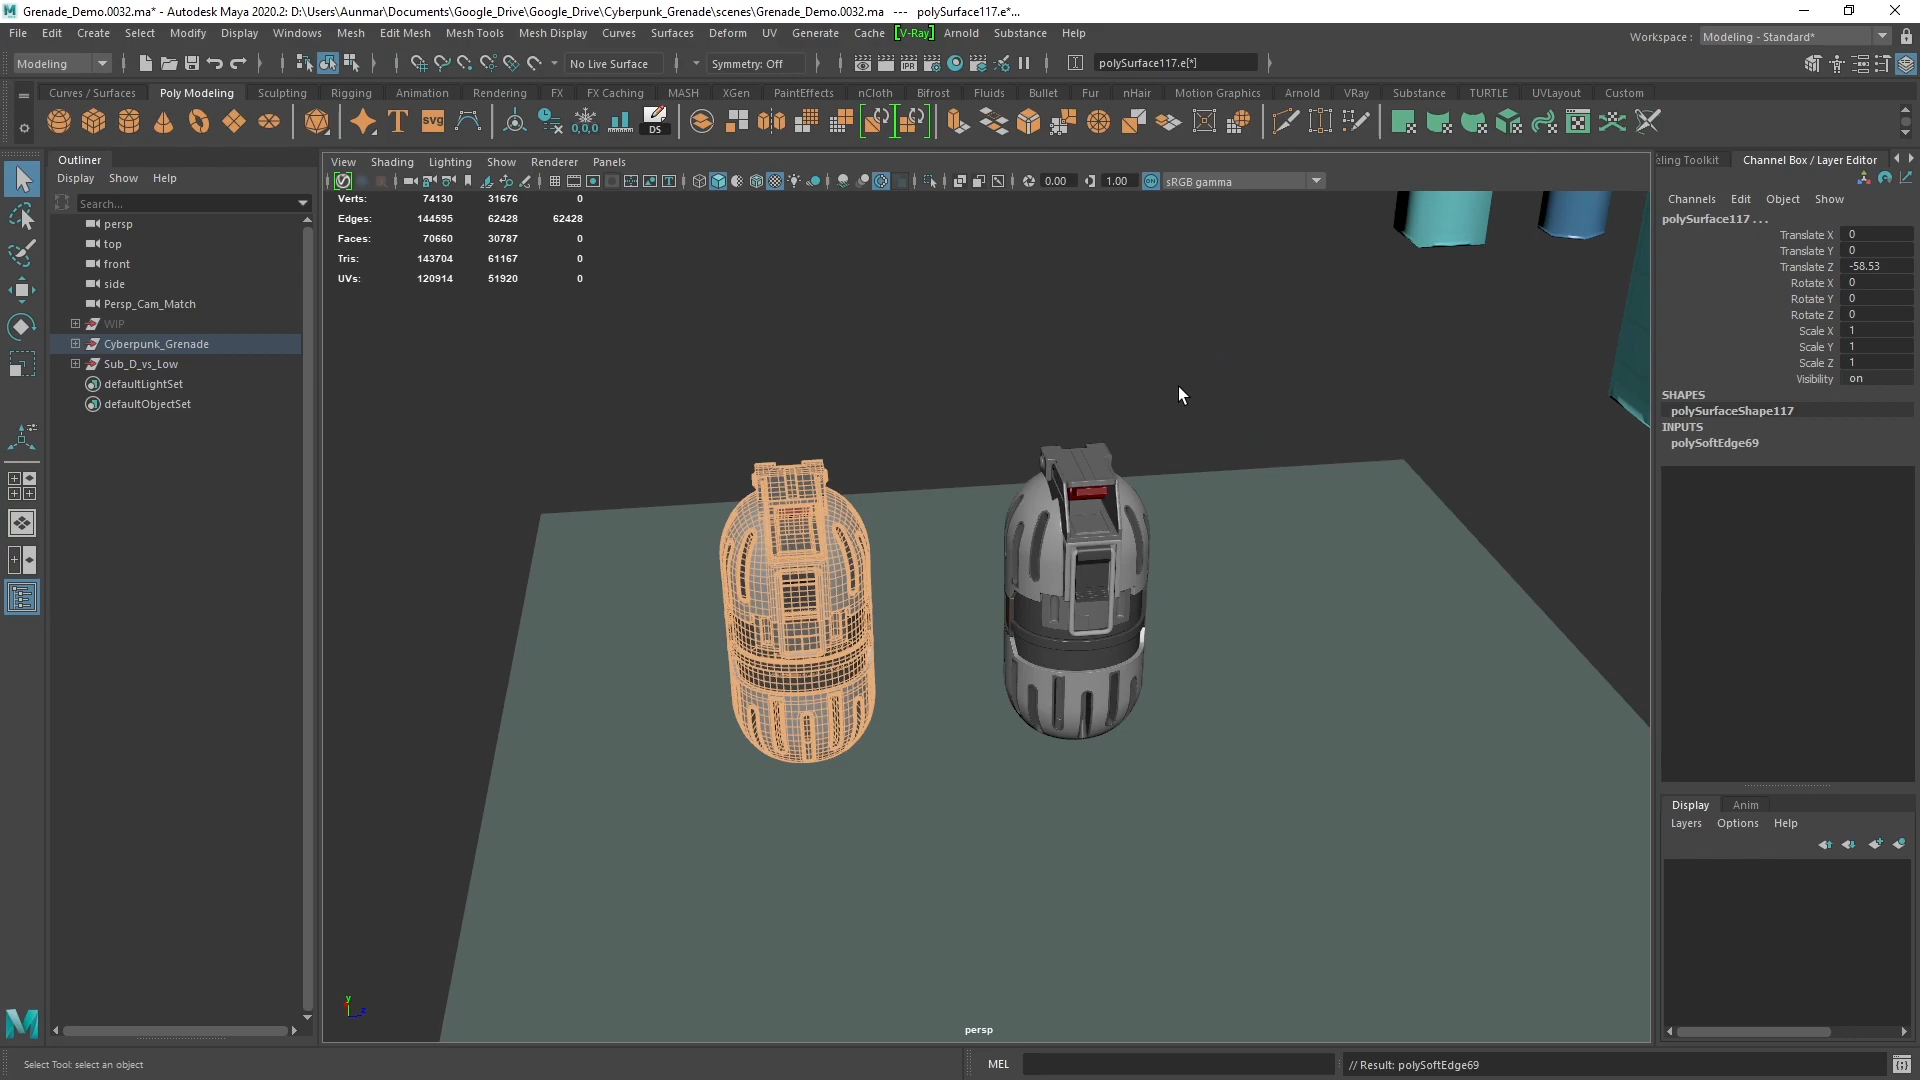 Grenade_Demo.0032.ma* - Autodesk Maya 2020.2: D:\Users\Aunmar\Documents\Google_Drive\Google_Drive\Cyberpunk_Grenade\scenes\Grenade_Demo.0032.ma --- polySurface117.e*...
File Edit Create Select Modify Display Windows Mesh Edit Mesh Mesh Tools Mesh Display Curves Surfaces Deform UV Generate Cache [V-Ray] Arnold Substance Help
Workspace : Modeling - Standard*
Modeling No Live Surface Symmetry: Off polySurface117.e[*]
Curves / Surfaces Poly Modeling Sculpting Rigging Animation Rendering FX FX Caching MASH XGen PaintEffects nCloth Bifrost Fluids Bullet Fur nHair Motion Graphics Arnold VRay Substance TURTLE UVLayout Custom
T svg 0,0,0 DS
Outliner
Display Show Help
Search...
persp
top
front
side
Persp_Cam_Match
WIP
Cyberpunk_Grenade
Sub_D_vs_Low
defaultLightSet
defaultObjectSet
View Shading Lighting Show Renderer Panels
0.00 1.00 ON sRGB gamma
Verts: 74130 31676 0
Edges: 144595 62428 62428
Faces: 70660 30787 0
Tris: 143704 61167 0
UVs: 120914 51920 0
y
z
persp
eling Toolkit Channel Box / Layer Editor
Channels Edit Object Show
polySurface117 . . .
Translate X 0
Translate Y 0
Translate Z -58.53
Rotate X 0
Rotate Y 0
Rotate Z 0
Scale X 1
Scale Y 1
Scale Z 1
Visibility on
SHAPES
polySurfaceShape117
INPUTS
polySoftEdge69
Display Anim
Layers Options Help
Select Tool: select an object
MEL
// Result: polySoftEdge69